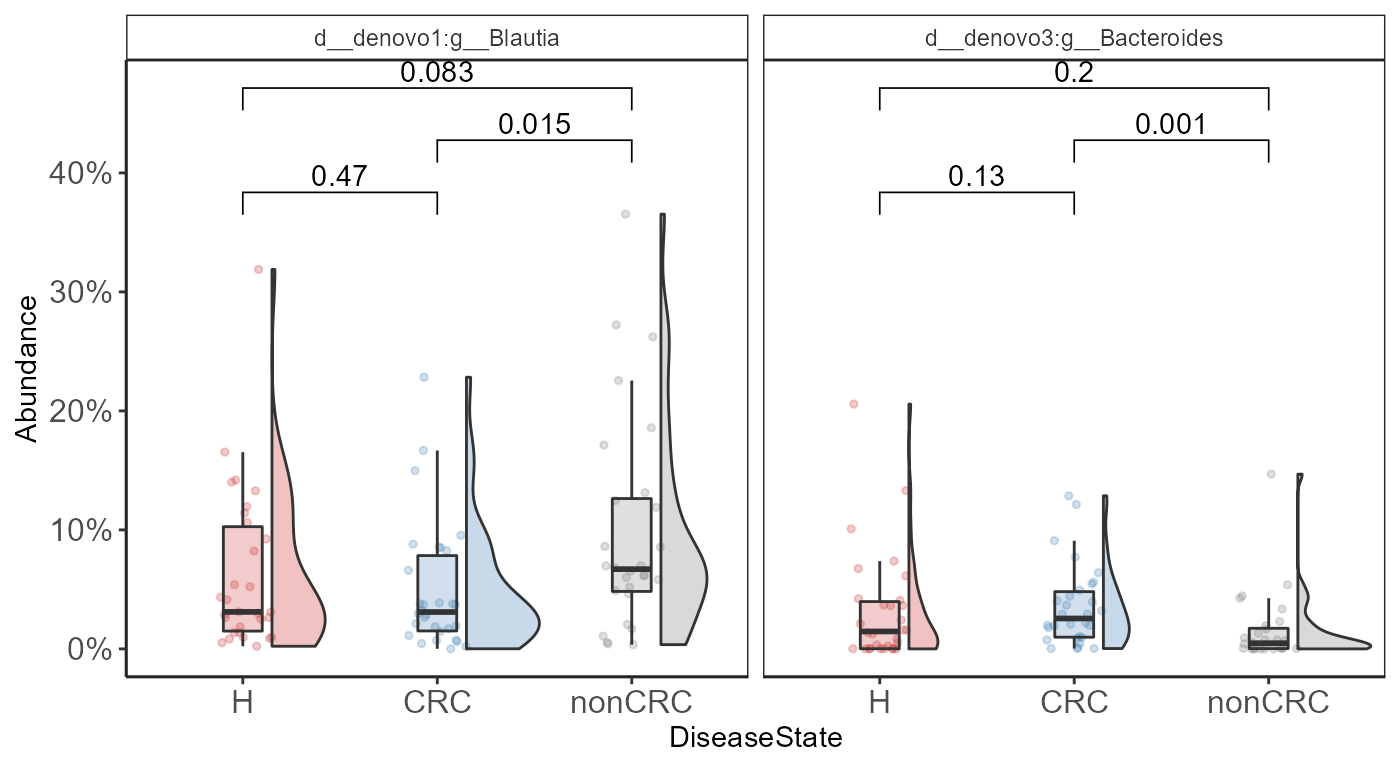 d__denovo1:g__Blautia
d__denovo3:g__Bacteroides
0.083
0.015
0.47
0.2
0.001
0.13
Abundance
40%
30%
20%
10%
0%
H
CRC
nonCRC
H
CRC
nonCRC
DiseaseState